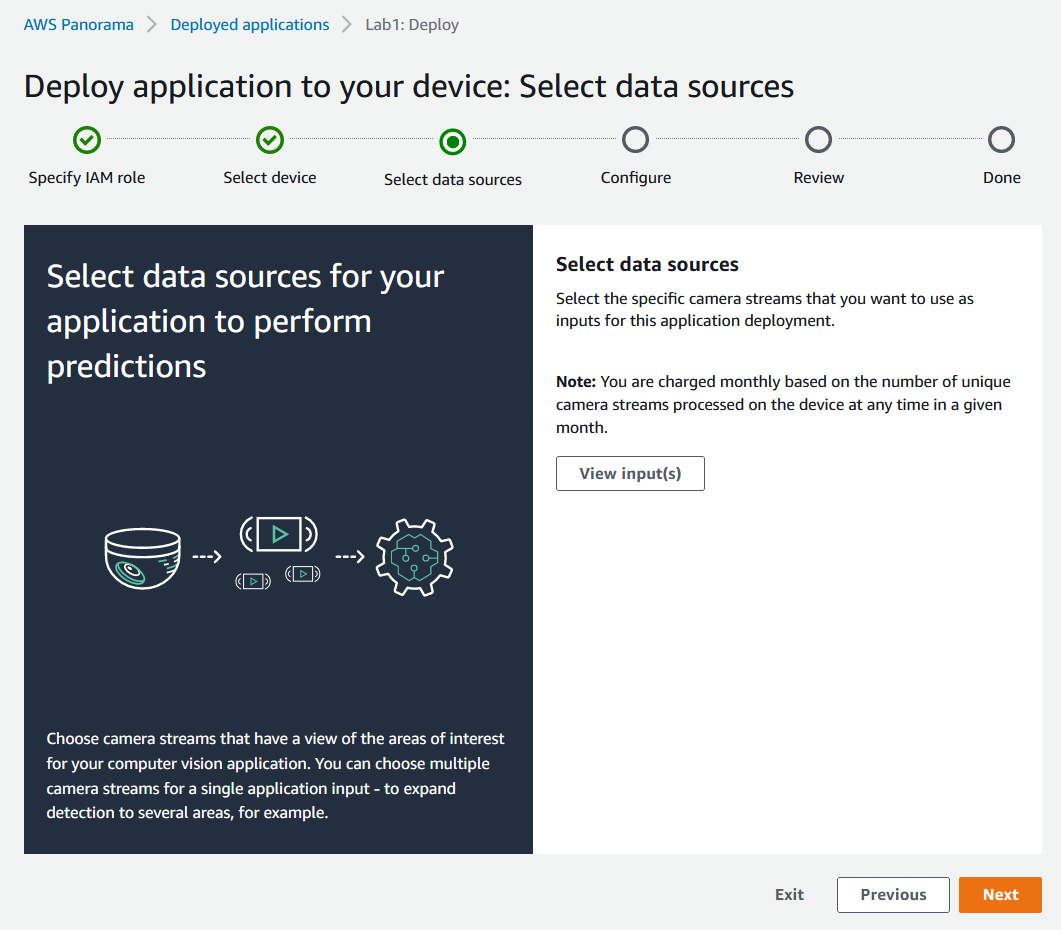 AWS Panorama > Deployed applications > Lab1: Deploy
Deploy application to your device: Select data sources
Specify IAM role
Select device
Select data sources
Configure
Review
Done
Select data sources for your
application to perform
predictions
Choose camera streams that have a view of the areas of interest
for your computer vision application. You can choose multiple
camera streams for a single application input - to expand
detection to several areas, for example.
Select data sources
Select the specific camera streams that you want to use as
inputs for this application deployment.
Note: You are charged monthly based on the number of unique
camera streams processed on the device at any time in a given
month.
View input(s)
Exit
Previous
Next